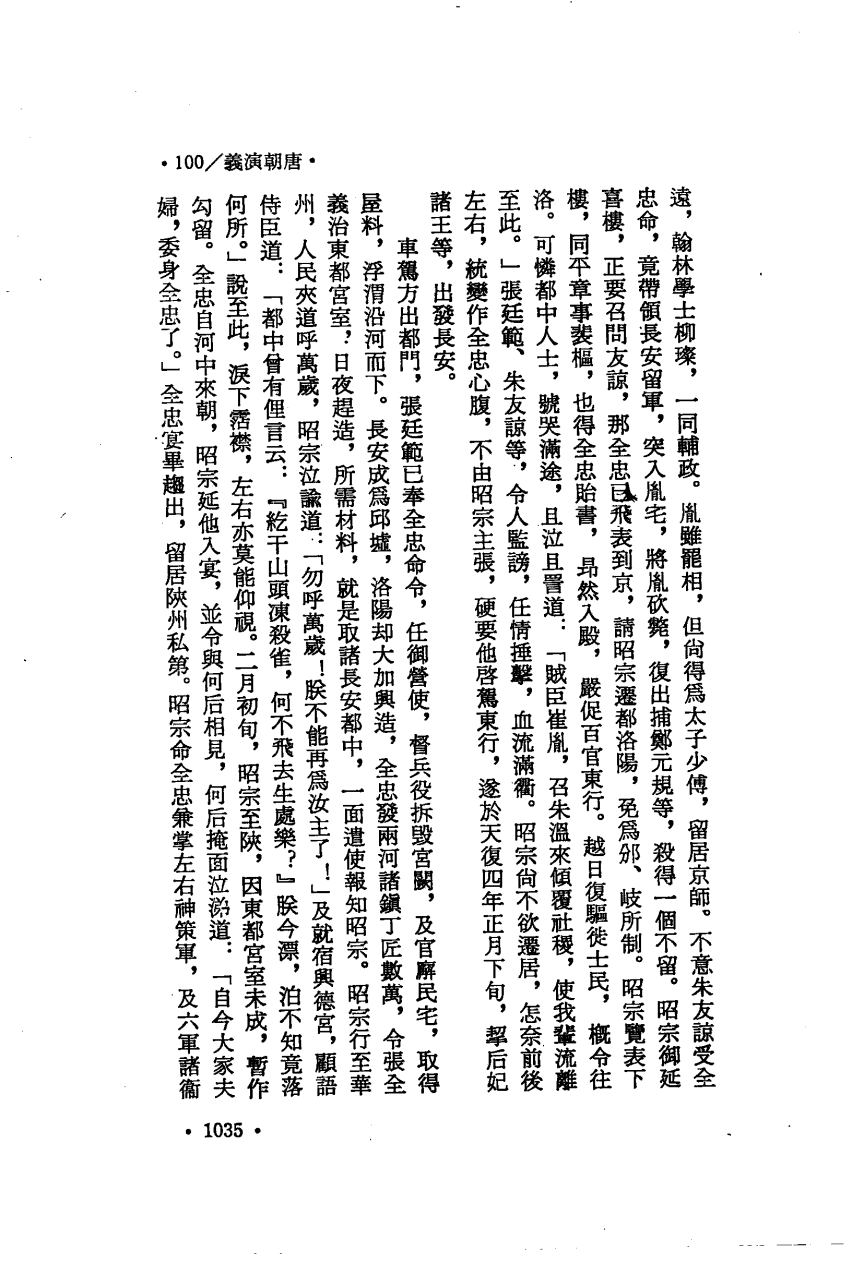 •100/義演朝唐•
遠，翰林學士柳璨，一同輔政。胤雖罷相，但尙得爲太子少傅，留居京師。不意朱友諒受全
忠命，竟帶領長安留軍，突入胤宅，將胤砍斃，復出捕鄭元規等，殺得一個不留。昭宗御延
喜樓，正要召問友諒，那全忠已飛表到京，請昭宗遷都洛陽，免爲邠、岐所制。昭宗覽表下
樓，同平章事裴樞，也得全忠貽書，昻然入殿，嚴促百官東行。越日復驅徙士民，槪令往
洛。可憐都中人士，號哭滿途，且泣且詈道：「賊臣崔胤，召朱溫來傾覆社稷，使我輩流離
至此。」張廷範、朱友諒等，令人監謗，任情捶擊，血流滿衢。昭宗尙不欲遷居，怎奈前後
左右，統變作全忠心腹，不由昭宗主張，硬要他啓駕東行，遂於天復四年正月下旬，挈后妃
諸王等，出發長安。
車駕方出都門，張廷範已奉全忠命令，任御營使，督兵役拆毀宮闕，及官廨民宅，取得
屋料，浮渭沿河而下。長安成爲邱墟，洛陽却大加興造，全忠發兩河諸鎭丁匠數萬，令張全
義治東都宮室，日夜趕造，所需材料，就是取諸長安都中，一面遣使報知昭宗。昭宗行至華
州，人民夾道呼萬歲，昭宗泣諭道：「勿呼萬歲！朕不能再爲汝主了！」及就宿興德宮，顧語
侍臣道：「都中曾有俚言云：『紇干山頭凍殺雀，何不飛去生處樂？』朕今漂，泊不知竟落
何所。」說至此，淚下霑襟，左右亦莫能仰視。二月初旬，昭宗至陝，因東都宮室未成，暫作
勾留。全忠自河中來朝，昭宗延他入宴，並令與何后相見，何后掩面泣涕道：「自今大家夫
婦，委身全忠了。」全忠宴畢趨出，留居陝州私第。昭宗命全忠兼掌左右神策軍，及六軍諸衞
•1035•